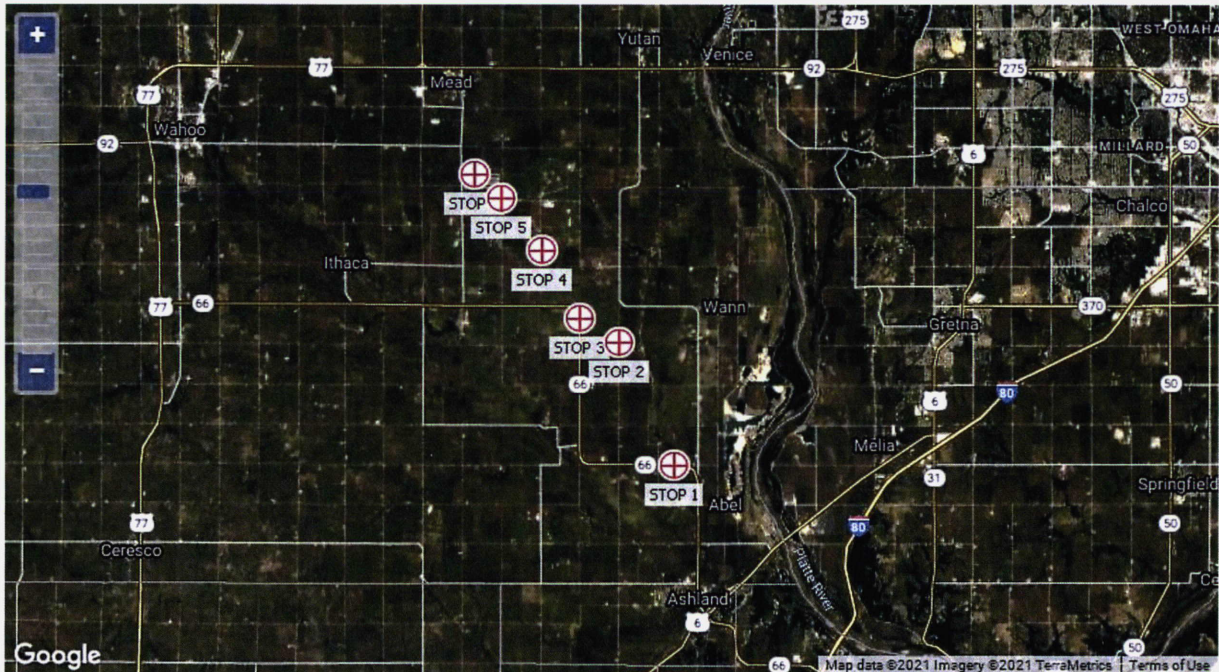 +
275
WEST-OMAHA
Yutan
Venice
77
92
275
Mead
77
275
Wahoo
92
6
MILLARD
50
STOP
STOP 5
Chalco
Ithaca
STOP 4
77
66
Wann
370
Gretna
STOP 3
STOP 2
66
80
50
6
Melia
66
STOP 1
31
Springfield
Abel
77
80
50
Ceresco
Platte River
Ashland
6
50
66
Google
Map data ©2021 Imagery ©2021 TerraMetrics
Terms of Use
−